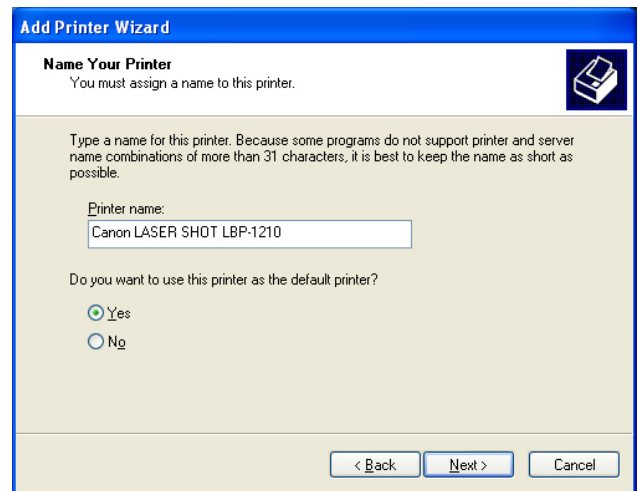 Add Printer Wizard
Name Your Printer
You must assign a name to this printer.
Type a name for this printer. Because some programs do not support printer and server
name combinations of more than 31 characters, it is best to keep the name as short as
possible.
Printer name:
Canon LASER SHOT LBP-1210
Do you want to use this printer as the default printer?
Yes
No
< Back Next > Cancel